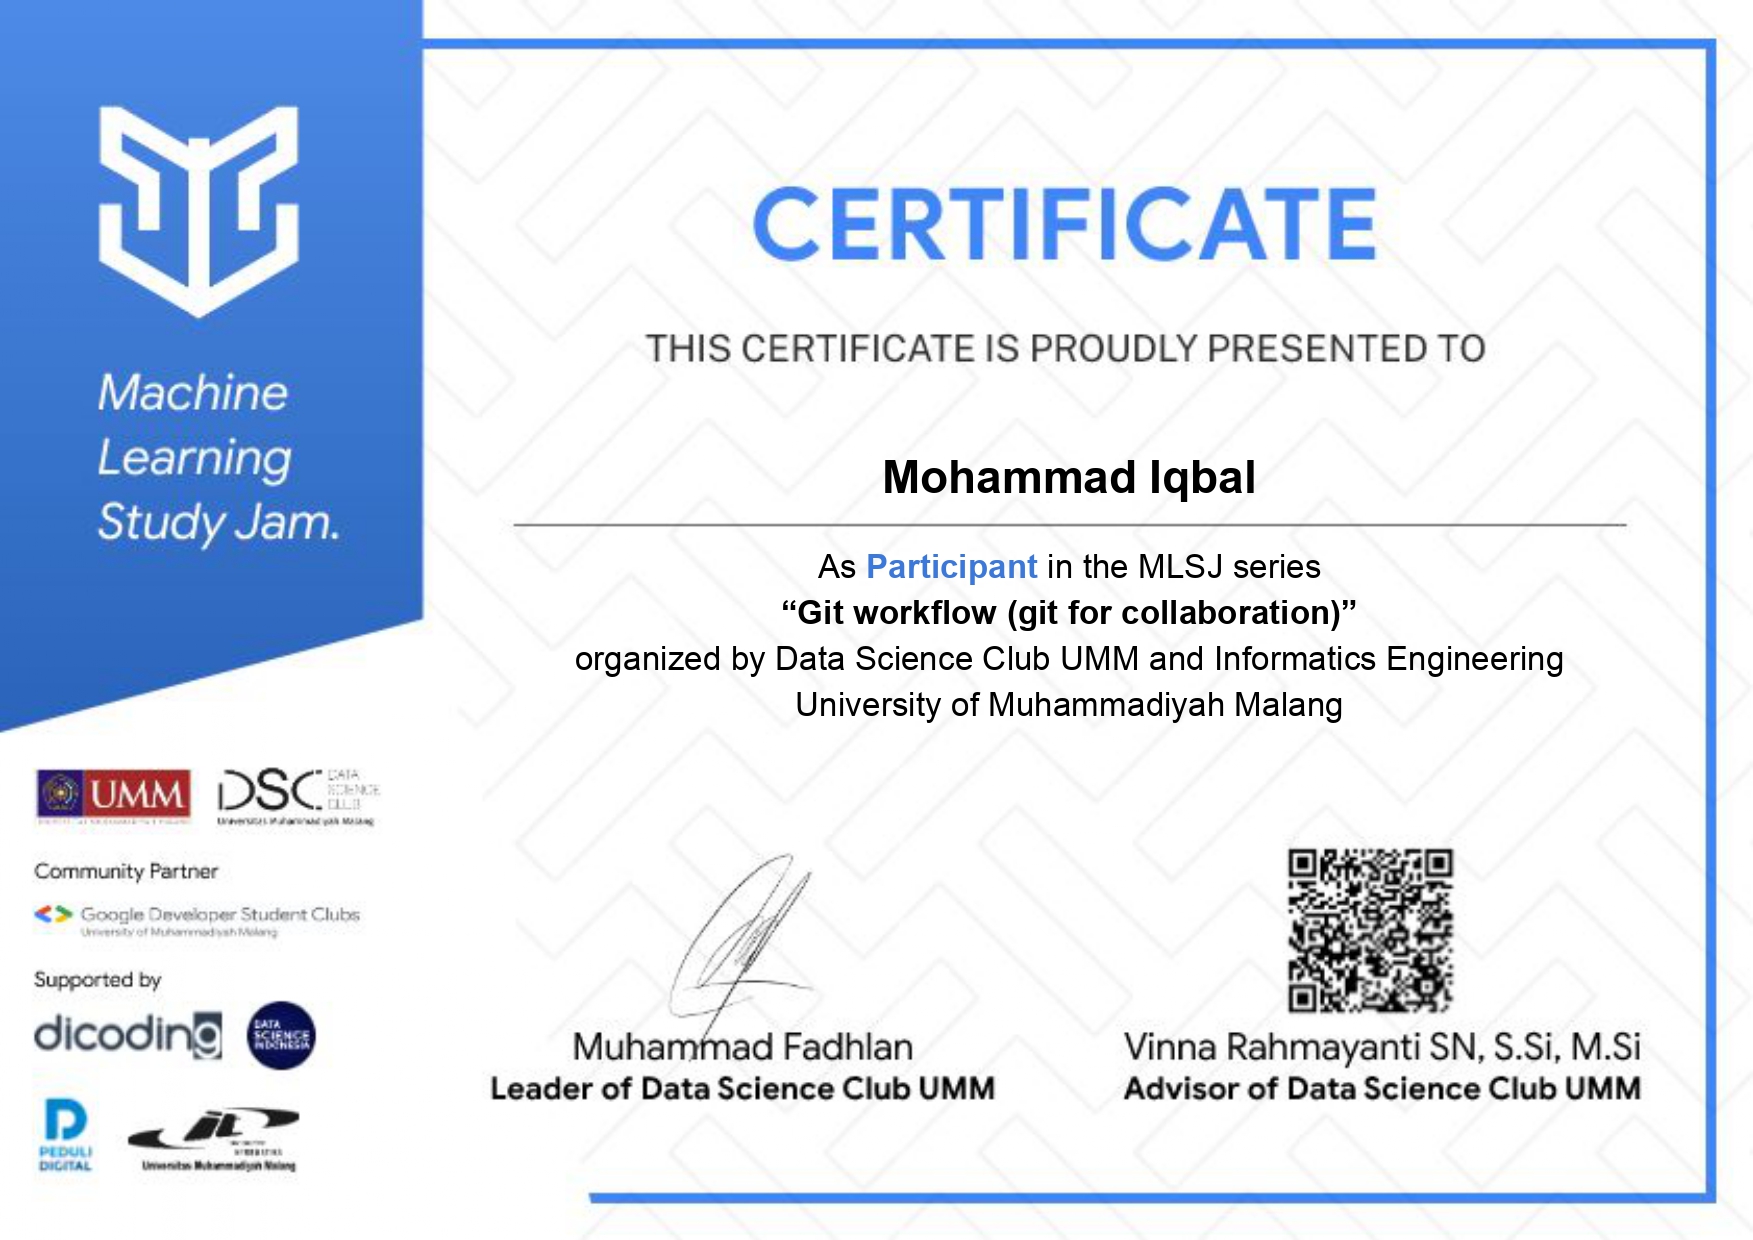 Machine
Learning
Study Jam.
UMM
DSC DATA SCIENCE CLUB
Universitas Muhammadiyah Malang
Community Partner
Google Developer Student Clubs
University of Muhammadiyah Malang
Supported by
dicoding
DATA
SCIENCE
INDONESIA
PEDULI
DIGITAL
Universitas Muhammadiyah Malang
CERTIFICATE
THIS CERTIFICATE IS PROUDLY PRESENTED TO
Mohammad Iqbal
As Participant in the MLSJ series
“Git workflow (git for collaboration)”
organized by Data Science Club UMM and Informatics Engineering
University of Muhammadiyah Malang
Muhammad Fadhlan
Leader of Data Science Club UMM
Vinna Rahmayanti SN, S.Si, M.Si
Advisor of Data Science Club UMM